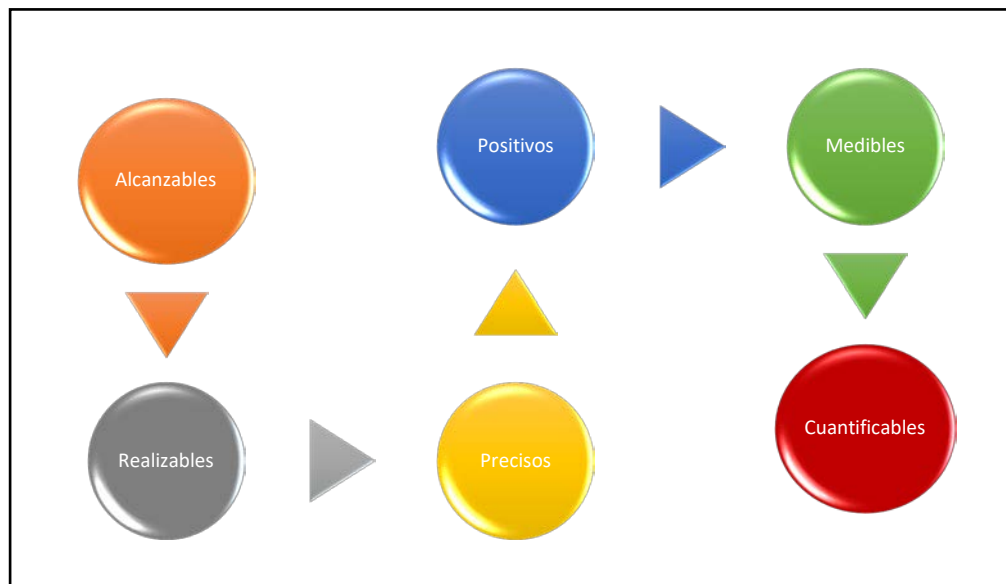 Alcanzables
Realizables
Precisos
Positivos
Medibles
Cuantificables